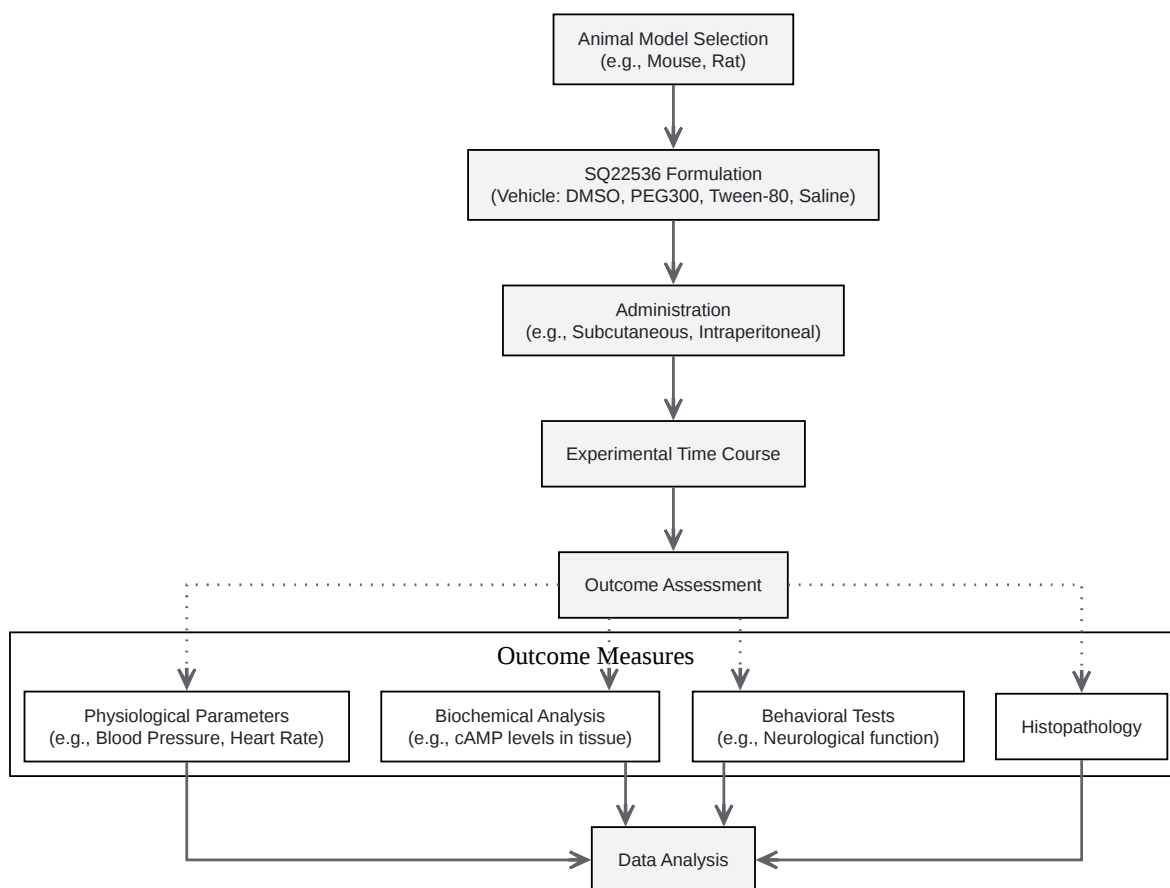 Animal Model Selection
(e.g., Mouse, Rat)
SQ22536 Formulation
(Vehicle: DMSO, PEG300, Tween-80, Saline)
Administration
(e.g., Subcutaneous, Intraperitoneal)
Experimental Time Course
Outcome Assessment
Outcome Measures
Physiological Parameters
(e.g., Blood Pressure, Heart Rate)
Biochemical Analysis
(e.g., cAMP levels in tissue)
Behavioral Tests
(e.g., Neurological function)
Histopathology
Data Analysis